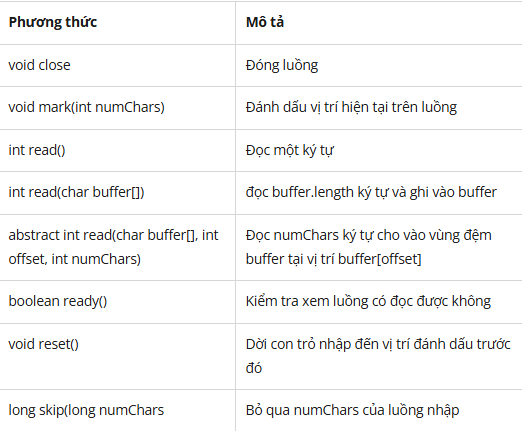 Phương thức Mô tả
void close Đóng luồng
void mark(int numChars) Đánh dấu vị trí hiện tại trên luồng
int read() Đọc một ký tự
int read(char buffer[]) đọc buffer.length ký tự và ghi vào buffer
abstract int read(char buffer[], int Đọc numChars ký tự cho vào vùng đệm
offset, int numChars) buffer tại vị trí buffer[offset]
boolean ready() Kiểm tra xem luồng có đọc được không
void reset() Dời con trỏ nhập đến vị trí đánh dấu trước
đó
long skip(long numChars Bỏ qua numChars của luồng nhập